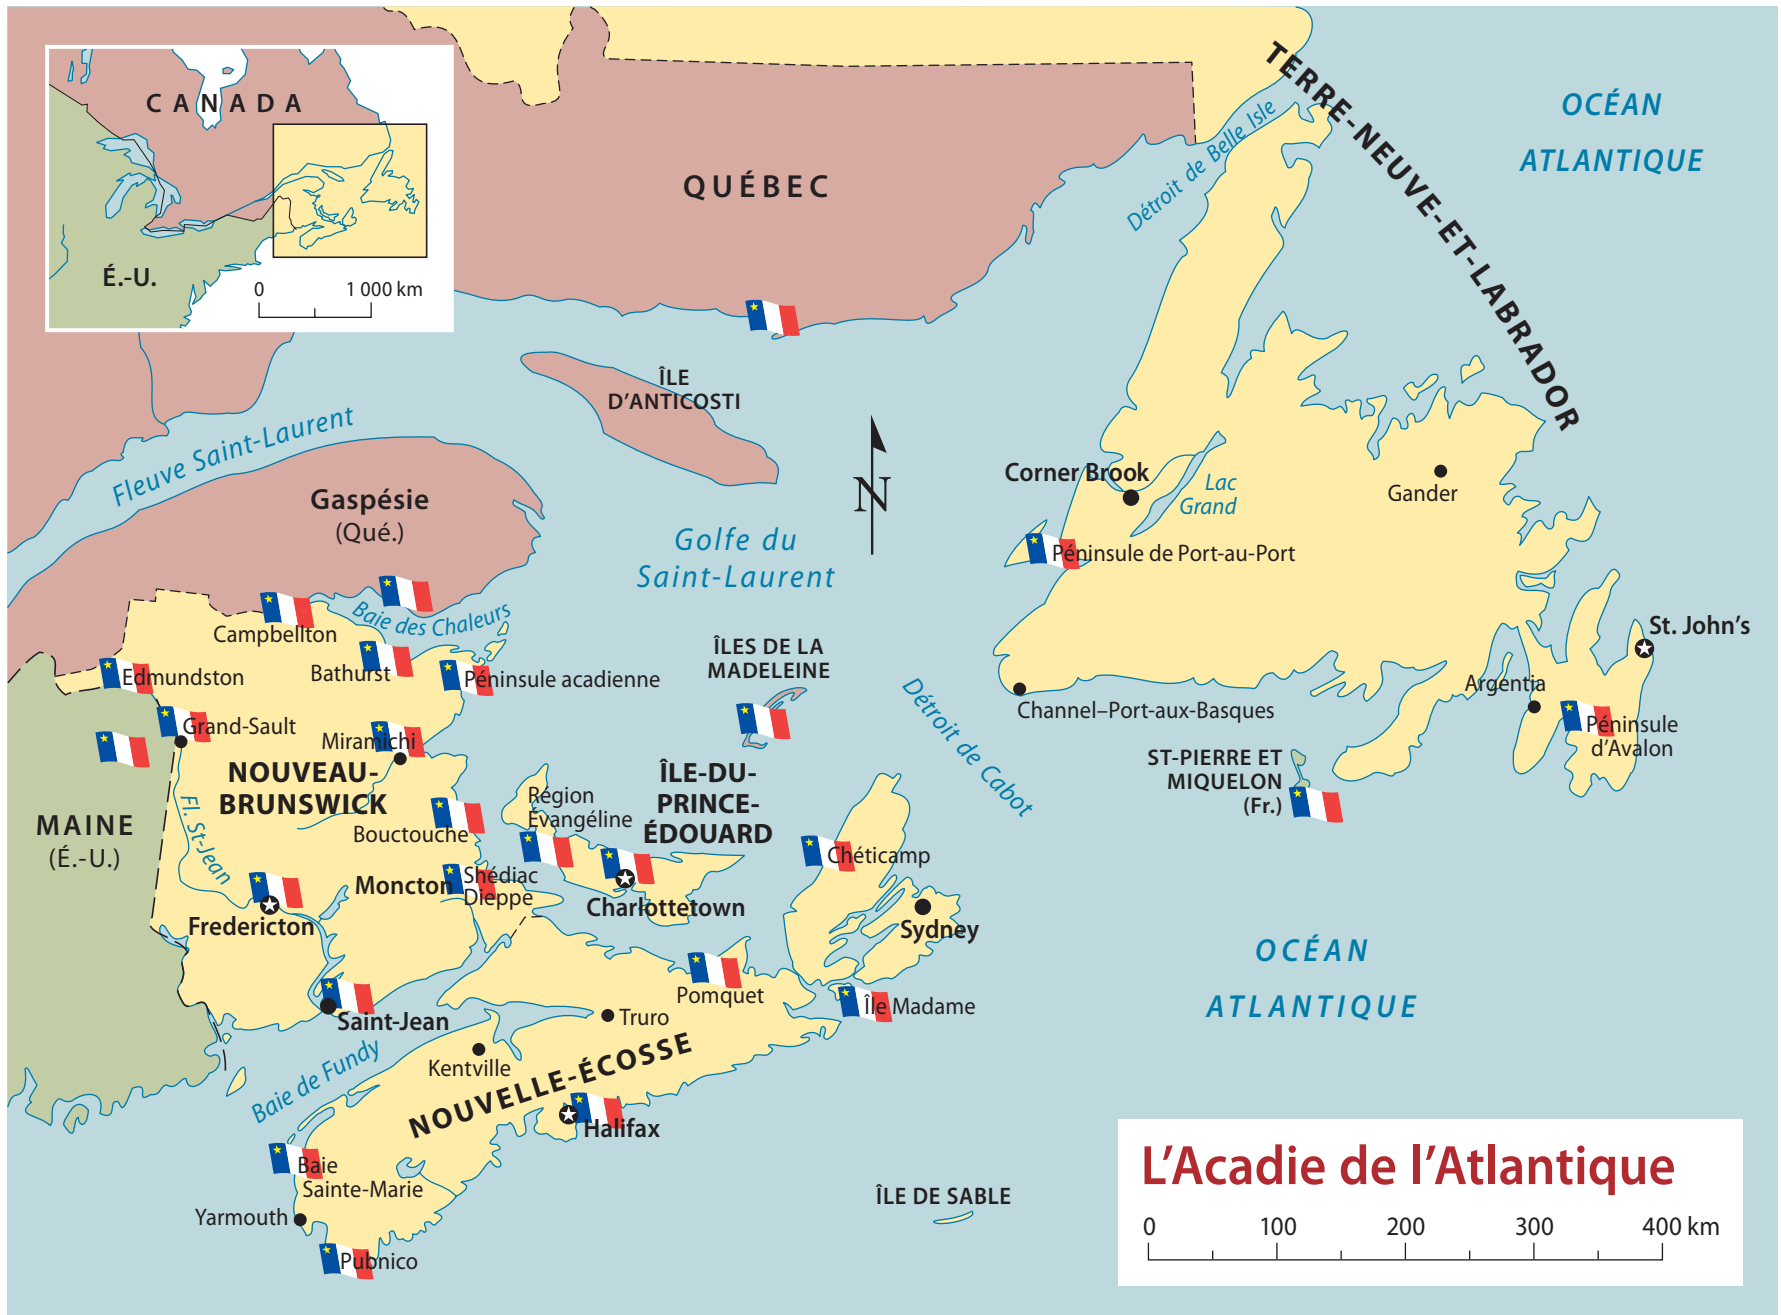 CANADA
É.-U.
0 1 000 km
QUÉBEC
Détroit de Belle Isle
TERRE-NEUVE-ET-LABRADOR
OCÉAN
ATLANTIQUE
ÎLE
D'ANTICOSTI
Fleuve Saint-Laurent
Gaspésie
(Qué.)
N
Golfe du
Saint-Laurent
Corner Brook
Lac
Grand
Gander
Péninsule de Port-au-Port
Baie des Chaleurs
Campbellton
Bathurst
Edmundston
Péninsule acadienne
ÎLES DE LA
MADELEINE
St. John's
Argentia
Channel–Port-aux-Basques
Péninsule
d'Avalon
Détroit de Cabot
Grand-Sault
Miramichi
NOUVEAU-
BRUNSWICK
ÎLE-DU-
PRINCE-
ÉDOUARD
ST-PIERRE ET
MIQUELON
(Fr.)
Région
Évangéline
MAINE
(É.-U.)
Fl. St-Jean
Bouctouche
Chéticamp
Moncton
Shédiac
Dieppe
Charlottetown
Fredericton
Sydney
OCÉAN
ATLANTIQUE
Pomquet
Île Madame
Saint-Jean
Truro
Baie de Fundy
Kentville
NOUVELLE-ÉCOSSE
Halifax
Baie
Sainte-Marie
Yarmouth
Pubnico
ÎLE DE SABLE
L'Acadie de l'Atlantique
0 100 200 300 400 km